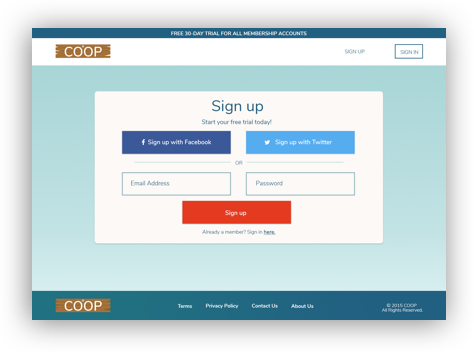 FREE 30-DAY TRIAL FOR ALL MEMBERSHIP ACCOUNTS
COOP
SIGN UP
SIGN IN
Sign up
Start your free trial today!
f Sign up with Facebook
Sign up with Twitter
OR
Email Address
Password
Sign up
Already a member? Sign in here.
COOP
Terms
Privacy Policy
Contact Us
About Us
© 2015 COOP
All Rights Reserved.